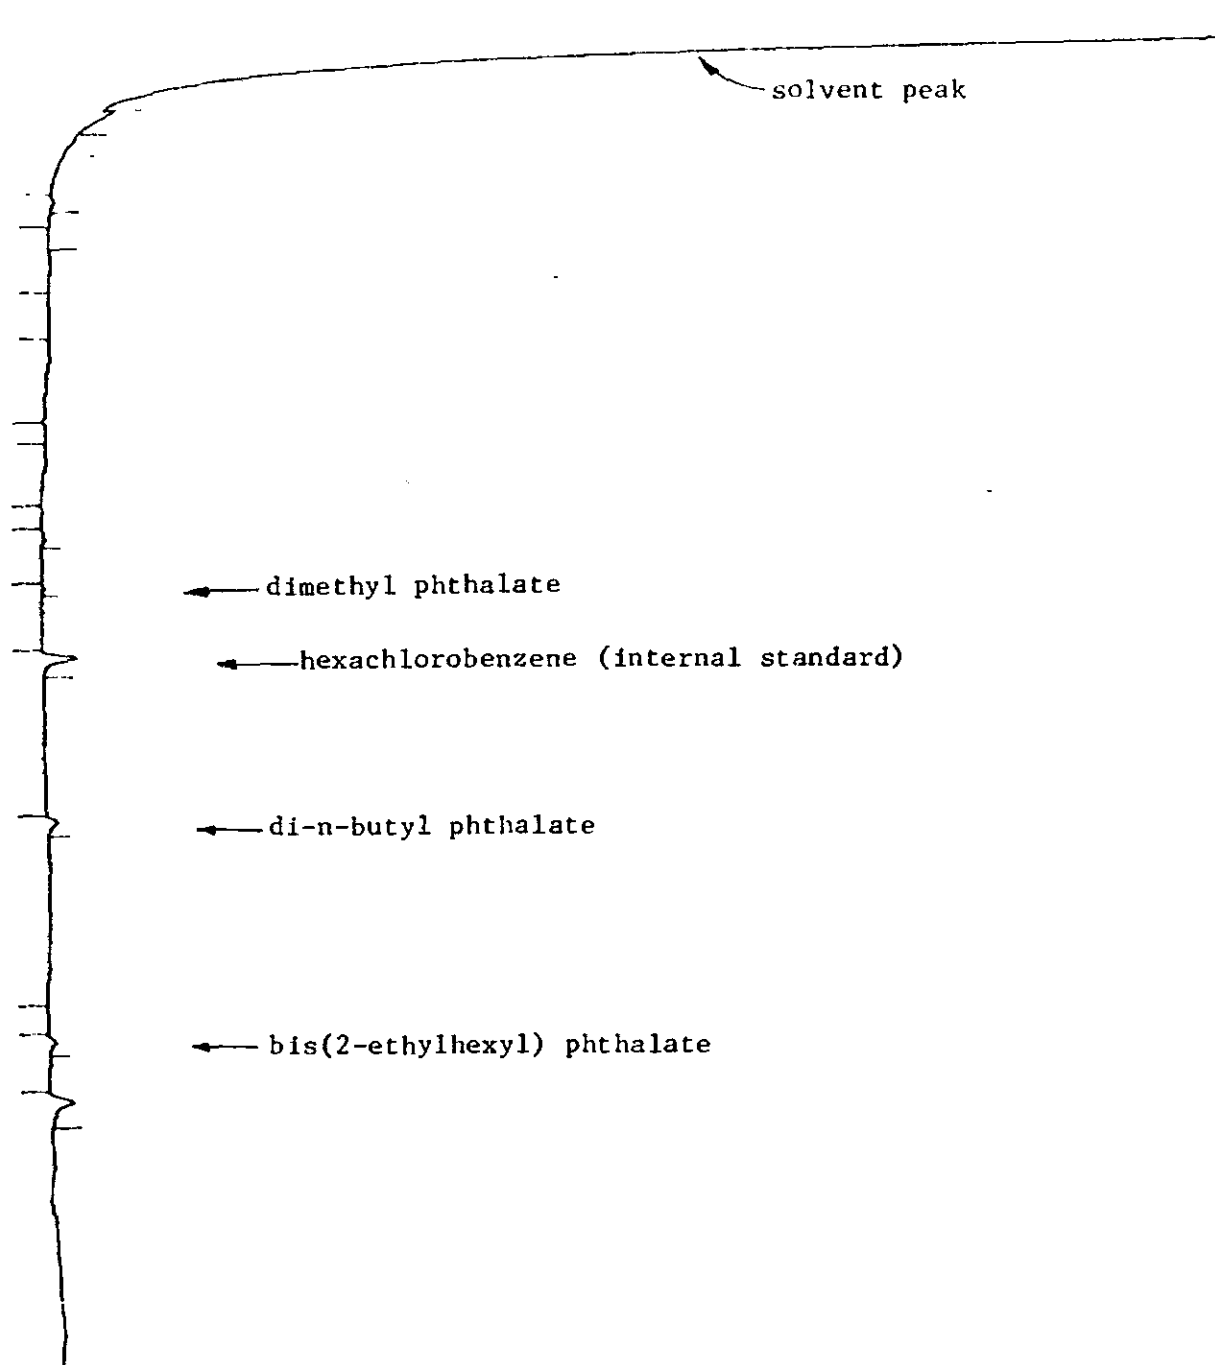 solvent peak
dimethyl phthalate
hexachlorobenzene (internal standard)
di-n-butyl phthalate
bis(2-ethylhexyl) phthalate